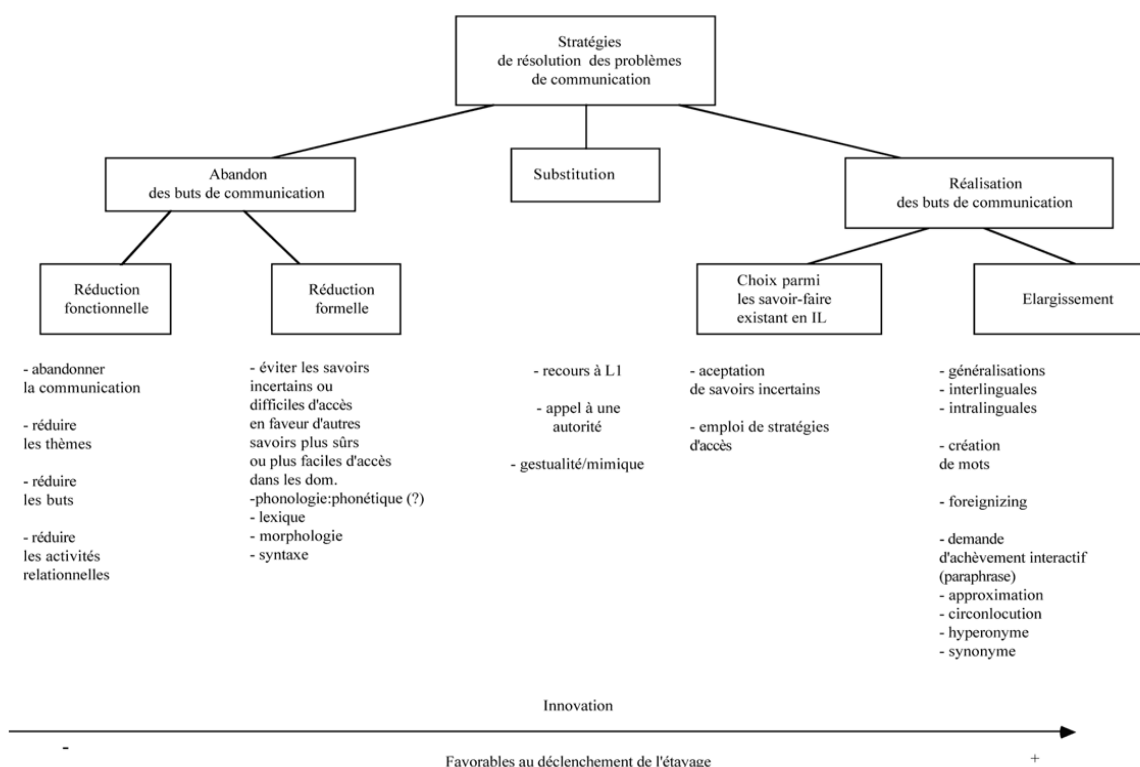 Stratégies
de résolution des problèmes
de communication
Abandon
des buts de communication
Substitution
Réalisation
des buts de communication
Réduction
fonctionnelle
Réduction
formelle
Choix parmi
les savoir-faire
existant en IL
Elargissement
- abandonner
la communication
- réduire
les thèmes
- réduire
les buts
- réduire
les activités
relationnelles
- éviter les savoirs
incertains ou
difficiles d'accès
en faveur d'autres
savoirs plus sûrs
ou plus faciles d'accès
dans les dom.
-phonologie:phonétique (?)
- lexique
- morphologie
- syntaxe
- recours à L1
- appel à une
autorité
- gestualité/mimique
- aceptation
de savoirs incertains
- emploi de stratégies
d'accès
- généralisations
- interlinguales
- intralinguales
- création
de mots
- foreignizing
- demande
d'achèvement interactif
(paraphrase)
- approximation
- circonlocution
- hyperonyme
- synonyme
Innovation
- +
Favorables au déclenchement de l'étayage